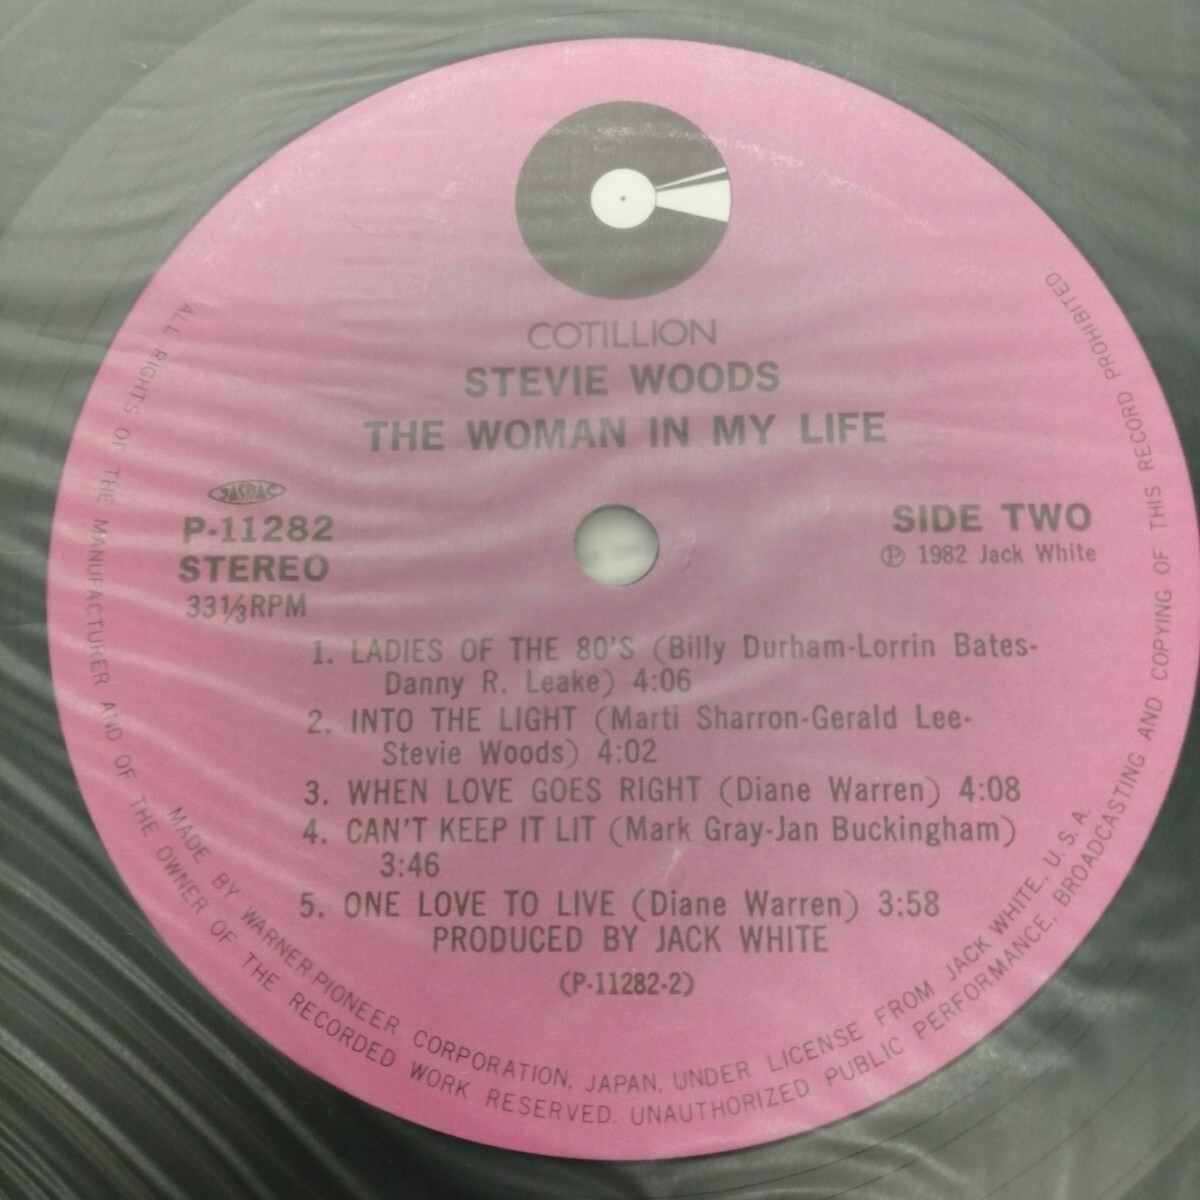 COTILLION
STEVIE WOODS
THE WOMAN IN MY LIFE
JASRAC
P-11282
STEREO
33⅓RPM
SIDE TWO
Ⓟ 1982 Jack White
1. LADIES OF THE 80'S (Billy Durham-Lorrin Bates-
Danny R. Leake) 4:06
2. INTO THE LIGHT (Marti Sharron-Gerald Lee-
Stevie Woods) 4:02
3. WHEN LOVE GOES RIGHT (Diane Warren) 4:08
4. CAN'T KEEP IT LIT (Mark Gray-Jan Buckingham)
3:46
5. ONE LOVE TO LIVE (Diane Warren) 3:58
PRODUCED BY JACK WHITE
(P-11282-2)
MADE BY WARNER-PIONEER CORPORATION, JAPAN, UNDER LICENSE FROM JACK WHITE, U. S. A.
ALL RIGHTS OF THE MANUFACTURER AND OF THE OWNER OF THE RECORDED WORK RESERVED. UNAUTHORIZED PUBLIC PERFORMANCE, BROADCASTING AND COPYING OF THIS RECORD PROHIBITED.